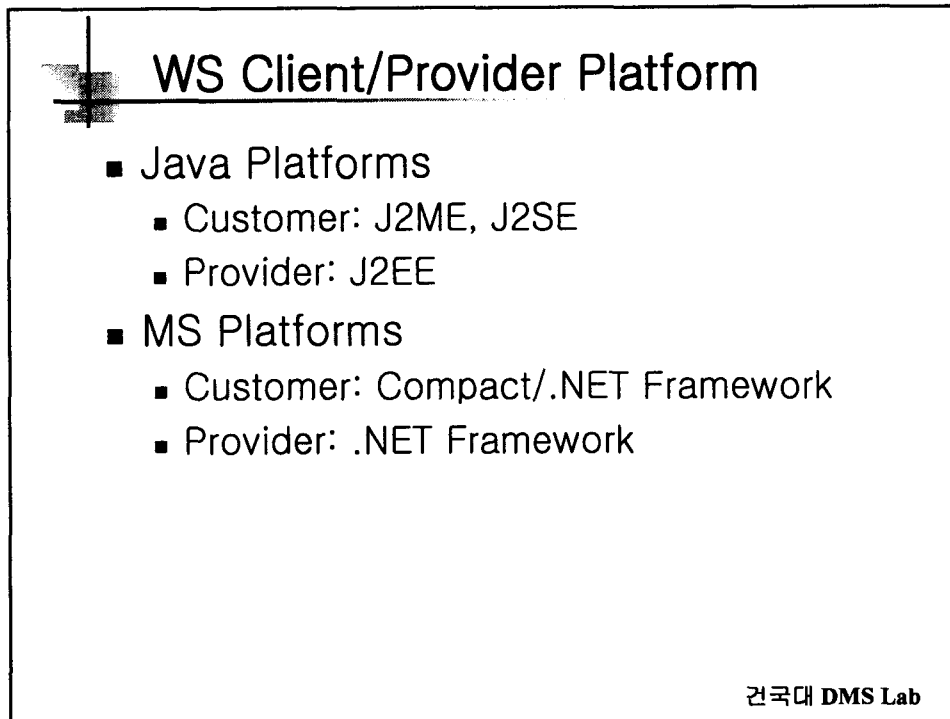 WS Client/Provider Platform
■ Java Platforms
■ Customer: J2ME, J2SE
■ Provider: J2EE
■ MS Platforms
■ Customer: Compact/.NET Framework
■ Provider: .NET Framework
건국대 DMS Lab